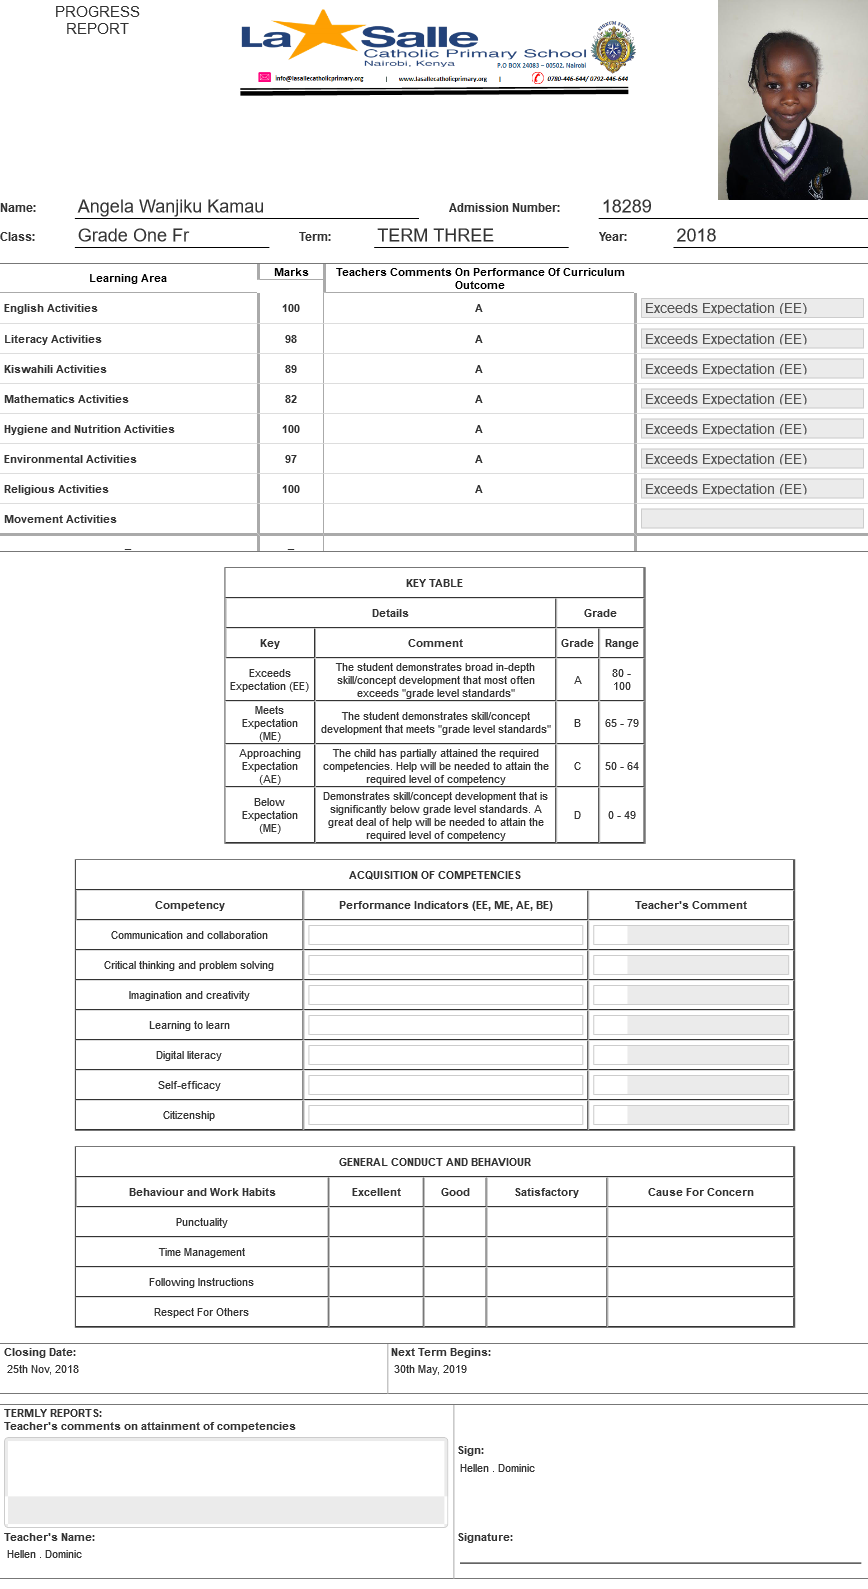 PROGRESS
REPORT
La Salle
Catholic Primary School
Nairobi, Kenya
P.O BOX 24083 – 00502. Nairobi
info@lasallecatholicprimary.org | www.lasallecatholicprimary.org | 0780-446-644/ 0792-446-644
Name: Angela Wanjiku Kamau Admission Number: 18289
Class: Grade One Fr Term: TERM THREE Year: 2018
Learning Area Marks Teachers Comments On Performance Of Curriculum
Outcome
English Activities 100 A Exceeds Expectation (EE)
Literacy Activities 98 A Exceeds Expectation (EE)
Kiswahili Activities 89 A Exceeds Expectation (EE)
Mathematics Activities 82 A Exceeds Expectation (EE)
Hygiene and Nutrition Activities 100 A Exceeds Expectation (EE)
Environmental Activities 97 A Exceeds Expectation (EE)
Religious Activities 100 A Exceeds Expectation (EE)
Movement Activities
_ _
KEY TABLE
Details Grade
Key Comment Grade Range
Exceeds
Expectation (EE)
The student demonstrates broad in-depth
skill/concept development that most often
exceeds "grade level standards"
A
80 -
100
Meets
Expectation
(ME)
The student demonstrates skill/concept
development that meets "grade level standards"
B
65 - 79
Approaching
Expectation
(AE)
The child has partially attained the required
competencies. Help will be needed to attain the
required level of competency
C
50 - 64
Below
Expectation
(ME)
Demonstrates skill/concept development that is
significantly below grade level standards. A
great deal of help will be needed to attain the
required level of competency
D
0 - 49
ACQUISITION OF COMPETENCIES
Competency Performance Indicators (EE, ME, AE, BE) Teacher's Comment
Communication and collaboration
Critical thinking and problem solving
Imagination and creativity
Learning to learn
Digital literacy
Self-efficacy
Citizenship
GENERAL CONDUCT AND BEHAVIOUR
Behaviour and Work Habits Excellent Good Satisfactory Cause For Concern
Punctuality
Time Management
Following Instructions
Respect For Others
Closing Date: Next Term Begins:
25th Nov, 2018 30th May, 2019
TERMLY REPORTS:
Teacher's comments on attainment of competencies
Sign:
Hellen . Dominic
Teacher's Name: Signature:
Hellen . Dominic